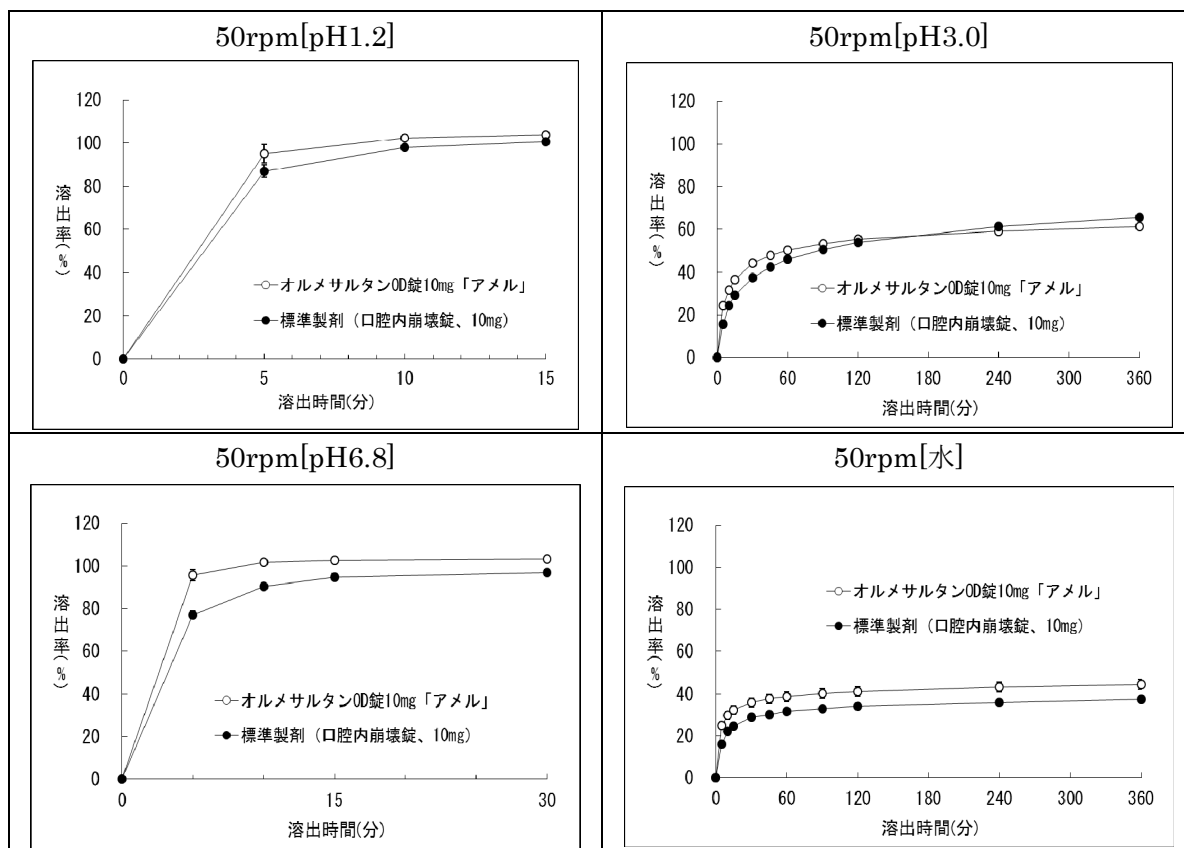 50rpm[pH1.2]
120
100
80
60
40
20
0
溶出率(%)
オルメサルタンOD錠10mg「アメル」
標準製剤（口腔内崩壊錠、10mg）
0 5 10 15
溶出時間(分)
50rpm[pH3.0]
120
100
80
60
40
20
0
溶出率(%)
オルメサルタンOD錠10mg「アメル」
標準製剤（口腔内崩壊錠、10mg）
0 60 120 180 240 300 360
溶出時間(分)
50rpm[pH6.8]
120
100
80
60
40
20
0
溶出率(%)
オルメサルタンOD錠10mg「アメル」
標準製剤（口腔内崩壊錠、10mg）
0 15 30
溶出時間(分)
50rpm[水]
120
100
80
60
40
20
0
溶出率(%)
オルメサルタンOD錠10mg「アメル」
標準製剤（口腔内崩壊錠、10mg）
0 60 120 180 240 300 360
溶出時間(分)